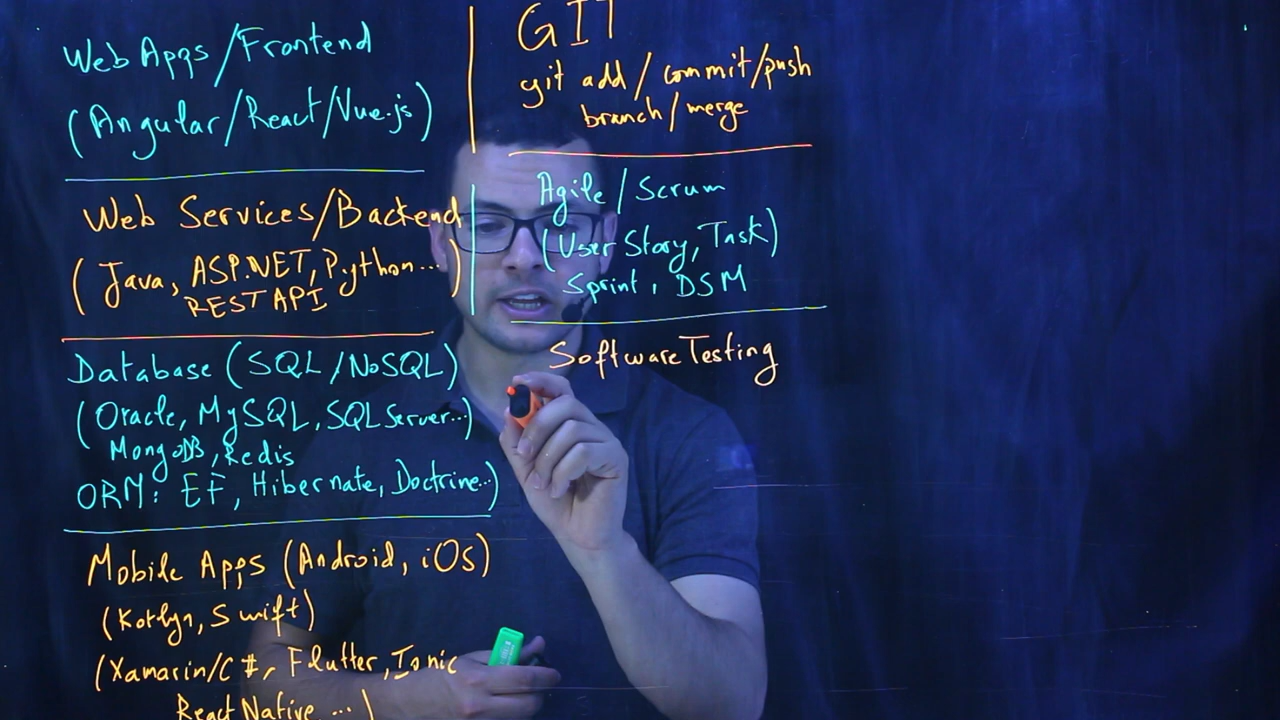 Web Apps/Frontend
(Angular/React/Vue.js)
Web Services/Backend
(Java, ASP.NET, Python...)
REST API
Database (SQL/NoSQL)
(Oracle, MySQL, SQL Server...)
MongoDB, Redis
ORM: EF, Hibernate, Doctrine..)
Mobile Apps (Android, iOS)
(Kotlyn, Swift)
(Xamarin/C#, Flutter, Ionic
React Native, ...)
GIT
git add/commit/push
branch/merge
Agile/Scrum
(User Story, Task)
Sprint, DSM
Software Testing